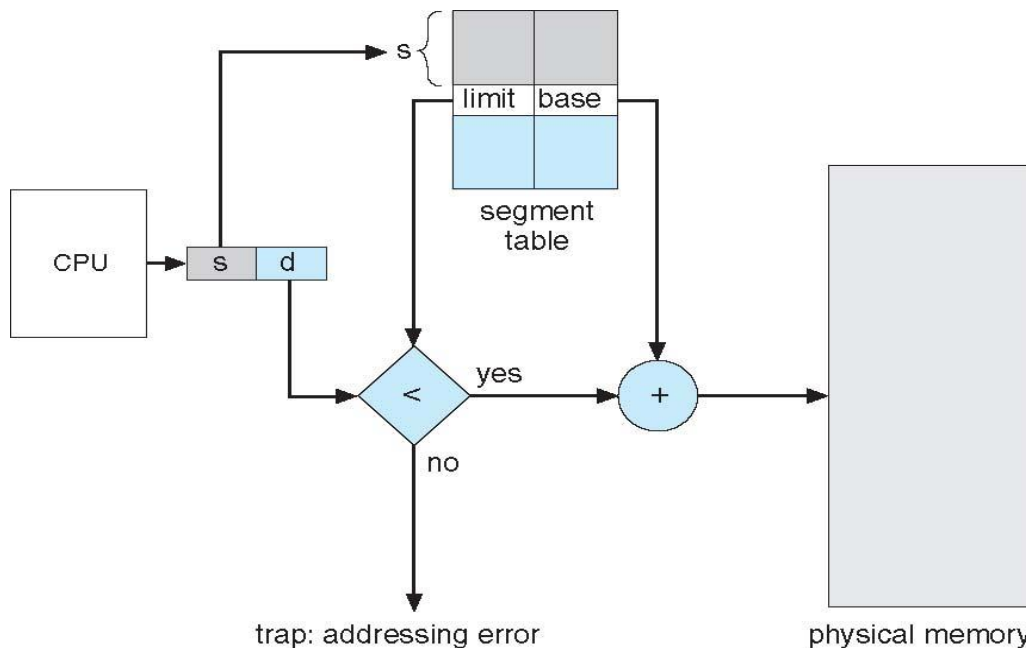 s
limit base
segment
table
CPU
s d
< yes +
no
trap: addressing error
physical memory